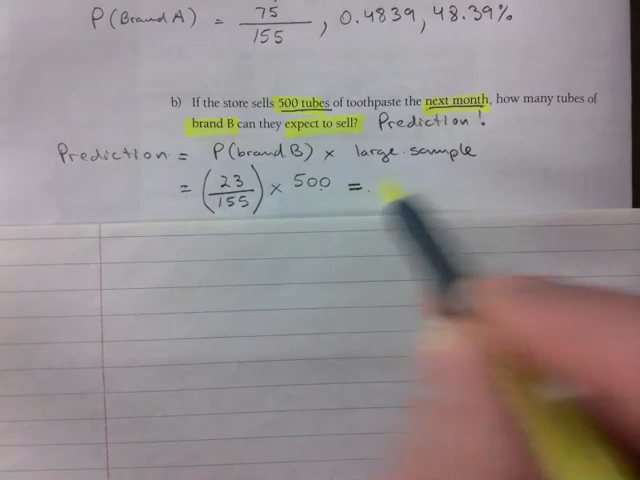 P(Brand A) = 75/155, 0.4839, 48.39%
b) If the store sells 500 tubes of toothpaste the next month, how many tubes of
brand B can they expect to sell? Prediction!
Prediction = P(brand B) × large sample
= (23/155) × 500 =